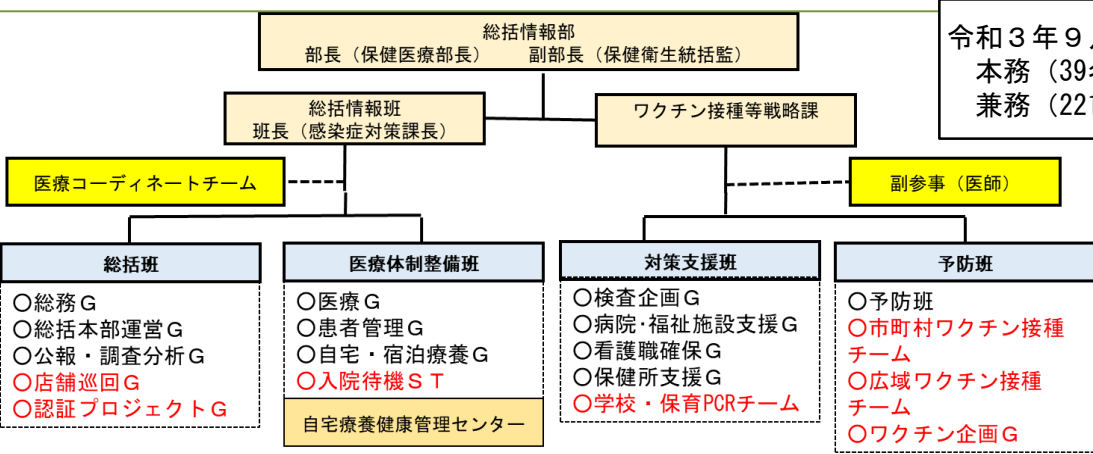 総括情報部
部長（保健医療部長）　　副部長（保健衛生統括監）
令和３年９
本務（39
兼務（221
総括情報班
班長（感染症対策課長）
ワクチン接種等戦略課
医療コーディネートチーム
副参事（医師）
総括班
○総務Ｇ
○総括本部運営Ｇ
○公報・調査分析Ｇ
○店舗巡回Ｇ
○認証プロジェクトＧ
医療体制整備班
○医療Ｇ
○患者管理Ｇ
○自宅・宿泊療養Ｇ
○入院待機ＳＴ
自宅療養健康管理センター
対策支援班
○検査企画Ｇ
○病院･福祉施設支援Ｇ
○看護職確保Ｇ
○保健所支援Ｇ
○学校・保育PCRチーム
予防班
○予防班
○市町村ワクチン接種
チーム
○広域ワクチン接種
チーム
○ワクチン企画Ｇ